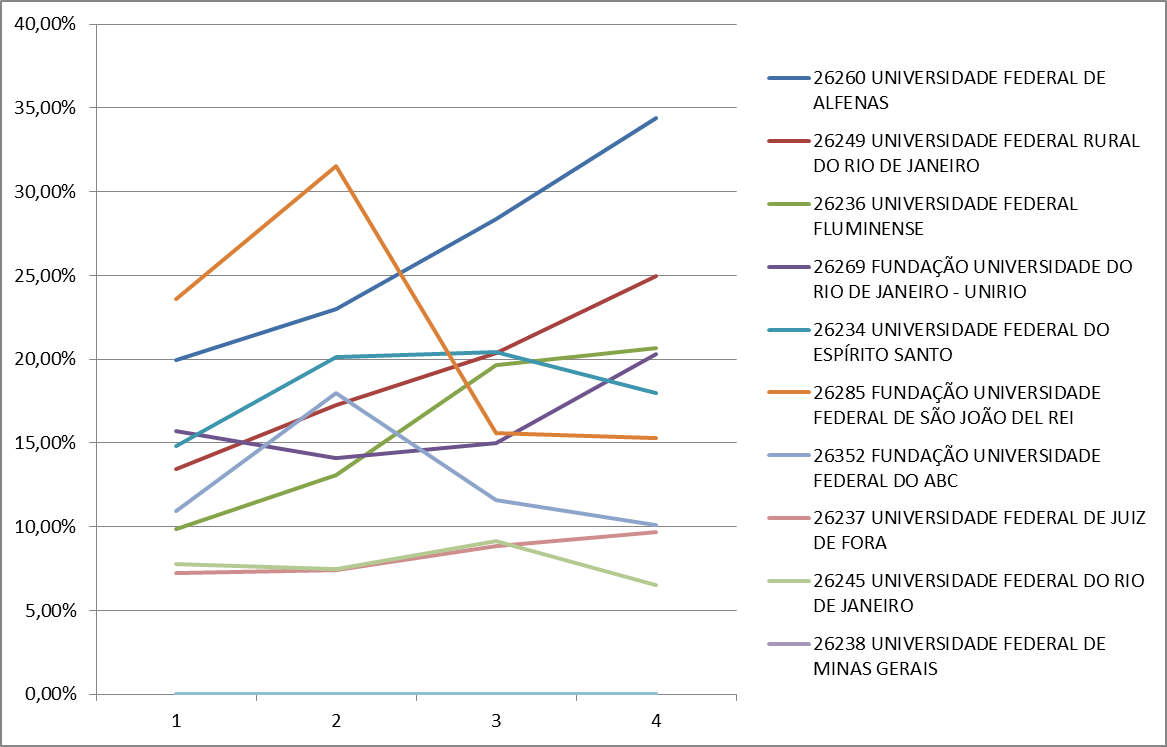 40,00%
35,00%
30,00%
25,00%
20,00%
15,00%
10,00%
5,00%
0,00%
1 2 3 4
26260 UNIVERSIDADE FEDERAL DE
ALFENAS
26249 UNIVERSIDADE FEDERAL RURAL
DO RIO DE JANEIRO
26236 UNIVERSIDADE FEDERAL
FLUMINENSE
26269 FUNDAÇÃO UNIVERSIDADE DO
RIO DE JANEIRO - UNIRIO
26234 UNIVERSIDADE FEDERAL DO
ESPÍRITO SANTO
26285 FUNDAÇÃO UNIVERSIDADE
FEDERAL DE SÃO JOÃO DEL REI
26352 FUNDAÇÃO UNIVERSIDADE
FEDERAL DO ABC
26237 UNIVERSIDADE FEDERAL DE JUIZ
DE FORA
26245 UNIVERSIDADE FEDERAL DO RIO
DE JANEIRO
26238 UNIVERSIDADE FEDERAL DE
MINAS GERAIS